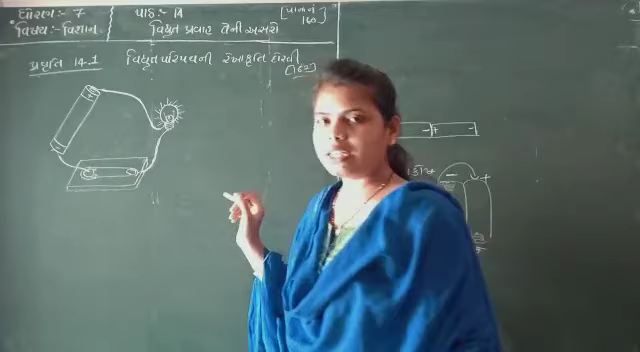 ધોરણ:- 7
પાઠ:- 14
[પાના નં 160]
વિષય:- વિજ્ઞાન
વિદ્યુત પ્રવાહ તેની અસરો
પ્રવૃત્તિ 14.1 વિદ્યુત પરિપથની રેખાકૃતિ દોરવી
- + -
- +